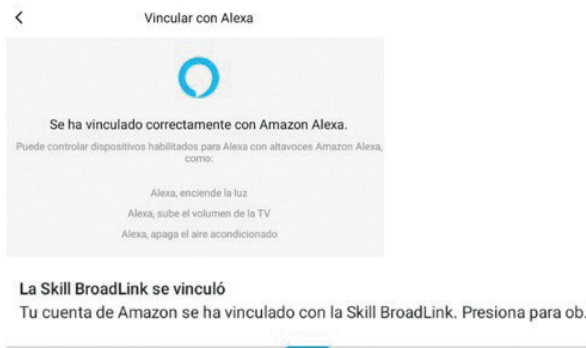 Vincular con Alexa
Se ha vinculado correctamente con Amazon Alexa.
Puede controlar dispositivos habilitados para Alexa con altavoces Amazon Alexa,
como:
Alexa, enciende la luz
Alexa, sube el volumen de la TV
Alexa, apaga el aire acondicionado
La Skill BroadLink se vinculó
Tu cuenta de Amazon se ha vinculado con la Skill BroadLink. Presiona para ob.